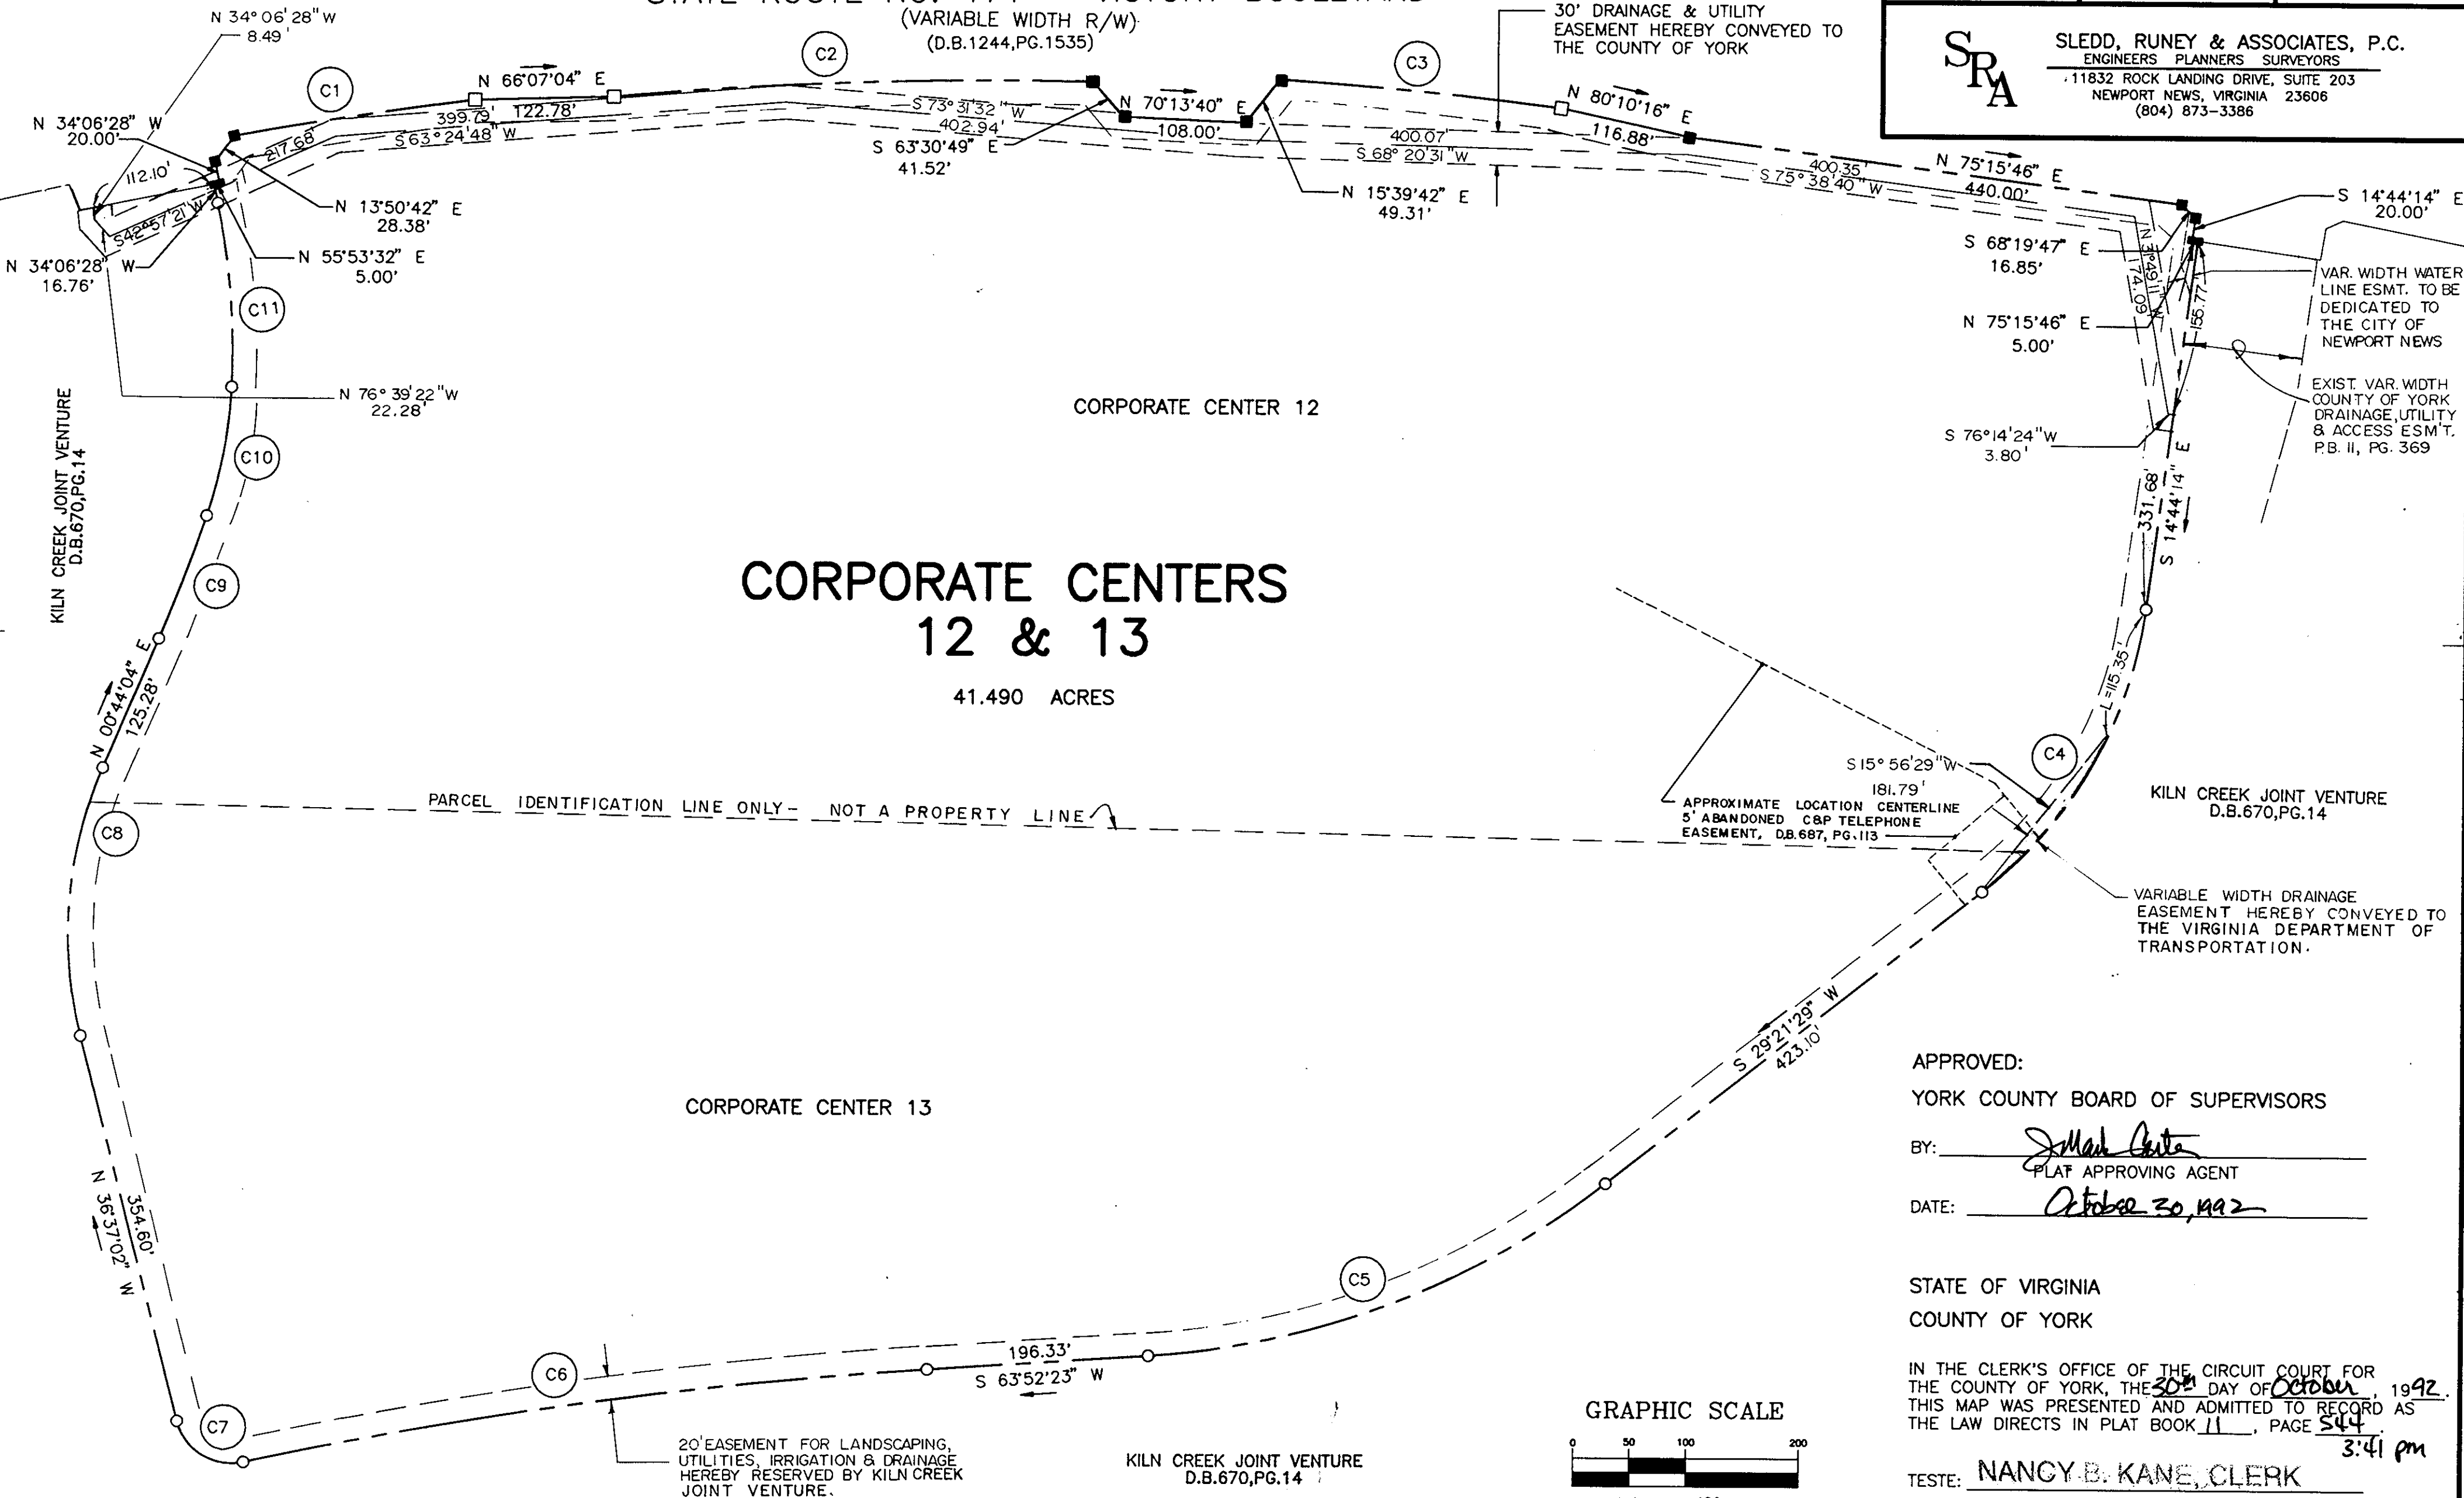 (VARIABLE WIDTH R/W)
(D.B.1244,PG.1535)
30' DRAINAGE & UTILITY
EASEMENT HEREBY CONVEYED TO
THE COUNTY OF YORK
SRA
SLEDD, RUNEY & ASSOCIATES, P.C.
ENGINEERS PLANNERS SURVEYORS
11832 ROCK LANDING DRIVE, SUITE 203
NEWPORT NEWS, VIRGINIA 23606
(804) 873-3386
N 34°06'28" W
8.49'
N 34°06'28" W
20.00'
C1
N 66°07'04" E
122.78'
399.79'
S 63°24'48" W
217.68'
112.10'
S42°57'21"W
C2
S 73°31'32" W
402.94'
N 70°13'40" E
108.00'
S 63°30'49" E
41.52'
C3
N 80°10'16" E
116.88'
400.07'
S 68°20'31"W
N 15°39'42" E
49.31'
400.35'
S 75°38'40" W
N 75°15'46" E
440.00'
S 14°44'14" E
20.00'
S 68°19'47" E
16.85'
N 75°15'46" E
5.00'
N 31°49'11" W
174.09'
155.77'
VAR. WIDTH WATER
LINE ESMT. TO BE
DEDICATED TO
THE CITY OF
NEWPORT NEWS
EXIST. VAR. WIDTH
COUNTY OF YORK
DRAINAGE, UTILITY
& ACCESS ESM'T.
P.B. 11, PG. 369
S 76°14'24"W
3.80'
331.68'
S 14°44'14" E
L=115.35'
N 13°50'42" E
28.38'
N 55°53'32" E
5.00'
N 34°06'28" W
16.76'
N 76°39'22"W
22.28'
C11
C10
C9
KILN CREEK JOINT VENTURE
D.B.670,PG.14
N 00°44'04" E
125.28'
C8
CORPORATE CENTER 12
CORPORATE CENTERS
12 & 13
41.490 ACRES
PARCEL IDENTIFICATION LINE ONLY - NOT A PROPERTY LINE
C4
S15°56'29"W
181.79'
APPROXIMATE LOCATION CENTERLINE
5' ABANDONED C&P TELEPHONE
EASEMENT, D.B.687, PG.113
KILN CREEK JOINT VENTURE
D.B.670,PG.14
VARIABLE WIDTH DRAINAGE
EASEMENT HEREBY CONVEYED TO
THE VIRGINIA DEPARTMENT OF
TRANSPORTATION.
S 29°21'29" W
423.10'
CORPORATE CENTER 13
N 36°37'02" W
354.60'
C7
C6
C5
196.33'
S 63°52'23" W
20' EASEMENT FOR LANDSCAPING,
UTILITIES, IRRIGATION & DRAINAGE
HEREBY RESERVED BY KILN CREEK
JOINT VENTURE.
KILN CREEK JOINT VENTURE
D.B.670,PG.14
GRAPHIC SCALE
0 50 100 200
APPROVED:
YORK COUNTY BOARD OF SUPERVISORS
BY: J Mark Carter
PLAT APPROVING AGENT
DATE: October 30, 1992
STATE OF VIRGINIA
COUNTY OF YORK
IN THE CLERK'S OFFICE OF THE CIRCUIT COURT FOR
THE COUNTY OF YORK, THE 30th DAY OF October, 1992.
THIS MAP WAS PRESENTED AND ADMITTED TO RECORD AS
THE LAW DIRECTS IN PLAT BOOK 11, PAGE 544.
3:41 pm
TESTE: NANCY B. KANE, CLERK